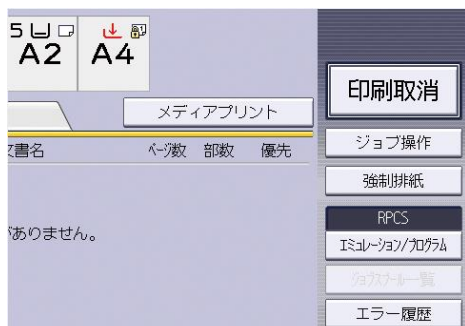 5
A2 A4
印刷取消
メディアプリント
ジョブ操作
文書名 ページ数 部数 優先
強制排紙
がありません。
RPCS
エミュレーション/プログラム
ジョブスプール一覧
エラー履歴